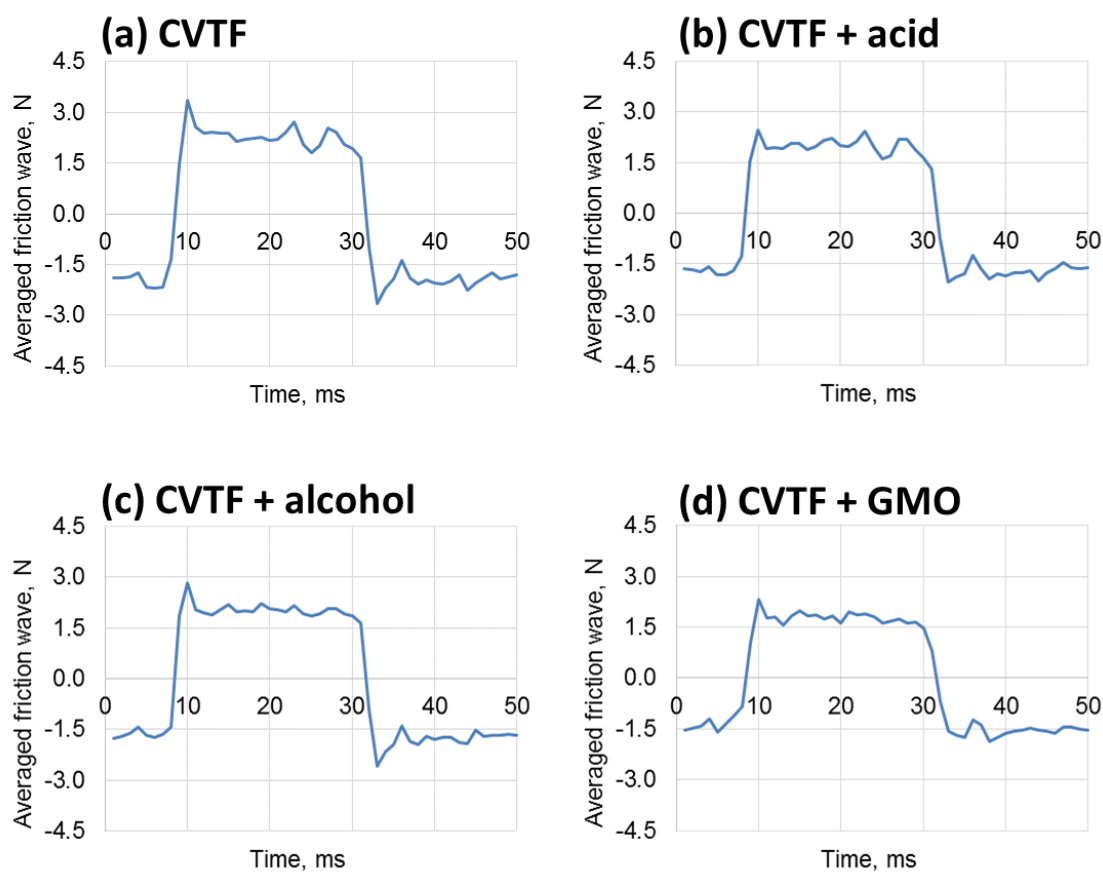 (a) CVTF
4.5
3.0
1.5
0.0
-1.5
-3.0
-4.5
Averaged friction wave, N
0 10 20 30 40 50
Time, ms
(b) CVTF + acid
4.5
3.0
1.5
0.0
-1.5
-3.0
-4.5
Averaged friction wave, N
0 10 20 30 40 50
Time, ms
(c) CVTF + alcohol
4.5
3.0
1.5
0.0
-1.5
-3.0
-4.5
Averaged friction wave, N
0 10 20 30 40 50
Time, ms
(d) CVTF + GMO
4.5
3.0
1.5
0.0
-1.5
-3.0
-4.5
Averaged friction wave, N
0 10 20 30 40 50
Time, ms